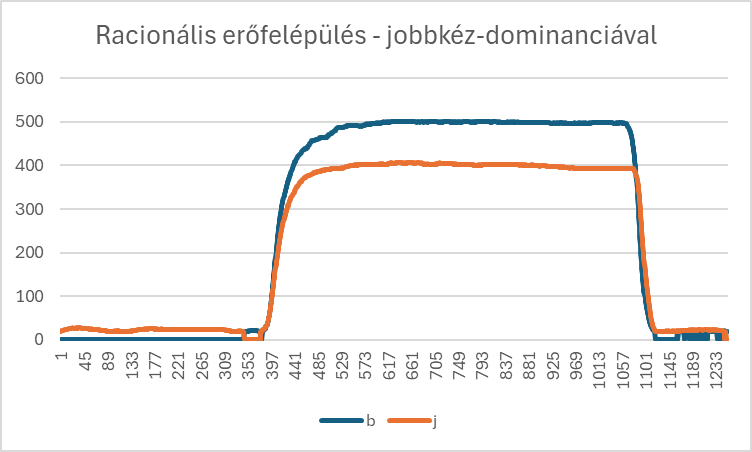 Racionális erőfelépülés - jobbkéz-dominanciával
600
500
400
300
200
100
0
1 45 89 133 177 221 265 309 353 397 441 485 529 573 617 661 705 749 793 837 881 925 969 1013 1057 1101 1145 1189 1233
b j